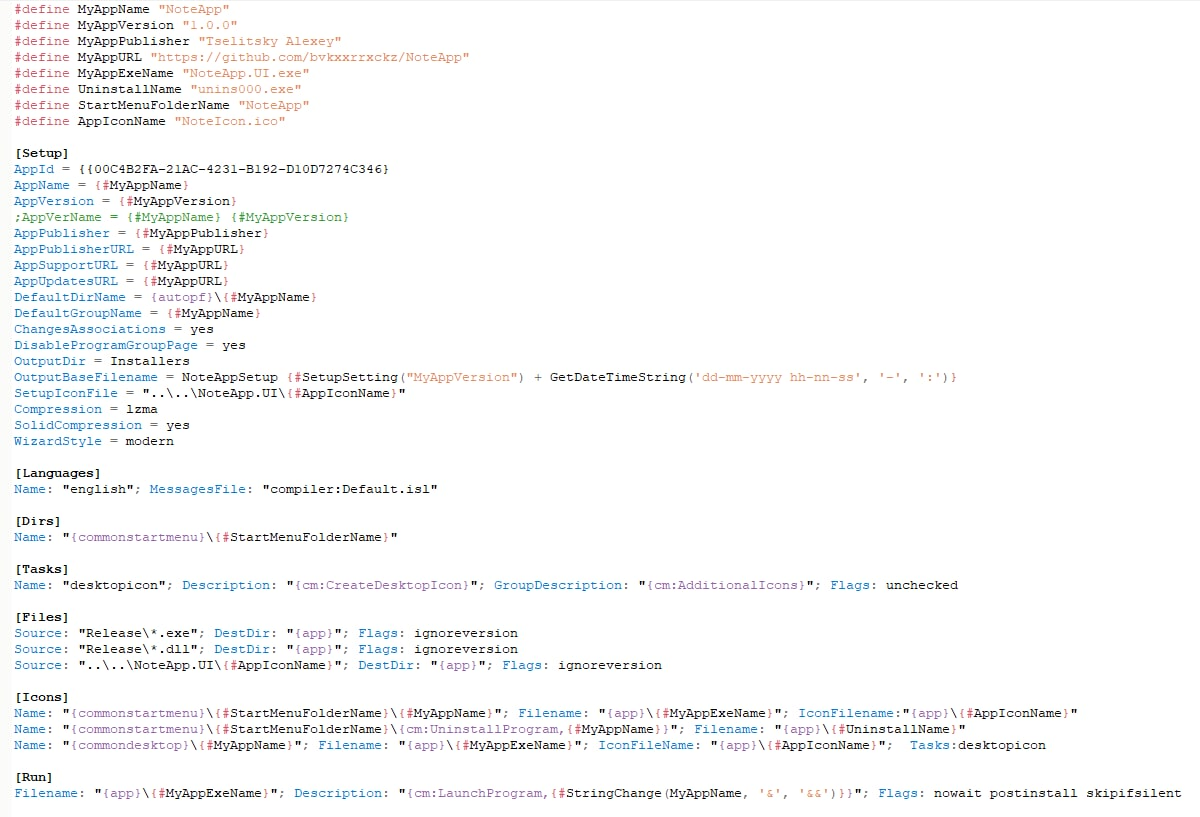 #define MyAppName "NoteApp"
#define MyAppVersion "1.0.0"
#define MyAppPublisher "Tselitsky Alexey"
#define MyAppURL "https://github.com/bvkxxrrxckz/NoteApp"
#define MyAppExeName "NoteApp.UI.exe"
#define UninstallName "unins000.exe"
#define StartMenuFolderName "NoteApp"
#define AppIconName "NoteIcon.ico"
[Setup]
AppId = {{00C4B2FA-21AC-4231-B192-D10D7274C346}
AppName = {#MyAppName}
AppVersion = {#MyAppVersion}
;AppVerName = {#MyAppName} {#MyAppVersion}
AppPublisher = {#MyAppPublisher}
AppPublisherURL = {#MyAppURL}
AppSupportURL = {#MyAppURL}
AppUpdatesURL = {#MyAppURL}
DefaultDirName = {autopf}\{#MyAppName}
DefaultGroupName = {#MyAppName}
ChangesAssociations = yes
DisableProgramGroupPage = yes
OutputDir = Installers
OutputBaseFilename = NoteAppSetup {#SetupSetting("MyAppVersion") + GetDateTimeString('dd-mm-yyyy hh-nn-ss', '-', ':')}
SetupIconFile = "..\..\NoteApp.UI\{#AppIconName}"
Compression = lzma
SolidCompression = yes
WizardStyle = modern
[Languages]
Name: "english"; MessagesFile: "compiler:Default.isl"
[Dirs]
Name: "{commonstartmenu}\{#StartMenuFolderName}"
[Tasks]
Name: "desktopicon"; Description: "{cm:CreateDesktopIcon}"; GroupDescription: "{cm:AdditionalIcons}"; Flags: unchecked
[Files]
Source: "Release\*.exe"; DestDir: "{app}"; Flags: ignoreversion
Source: "Release\*.dll"; DestDir: "{app}"; Flags: ignoreversion
Source: "..\..\NoteApp.UI\{#AppIconName}"; DestDir: "{app}"; Flags: ignoreversion
[Icons]
Name: "{commonstartmenu}\{#StartMenuFolderName}\{#MyAppName}"; Filename: "{app}\{#MyAppExeName}"; IconFilename:"{app}\{#AppIconName}"
Name: "{commonstartmenu}\{#StartMenuFolderName}\{cm:UninstallProgram,{#MyAppName}}"; Filename: "{app}\{#UninstallName}"
Name: "{commondesktop}\{#MyAppName}"; Filename: "{app}\{#MyAppExeName}"; IconFileName: "{app}\{#AppIconName}";  Tasks:desktopicon
[Run]
Filename: "{app}\{#MyAppExeName}"; Description: "{cm:LaunchProgram,{#StringChange(MyAppName, '&', '&&')}}"; Flags: nowait postinstall skipifsilent